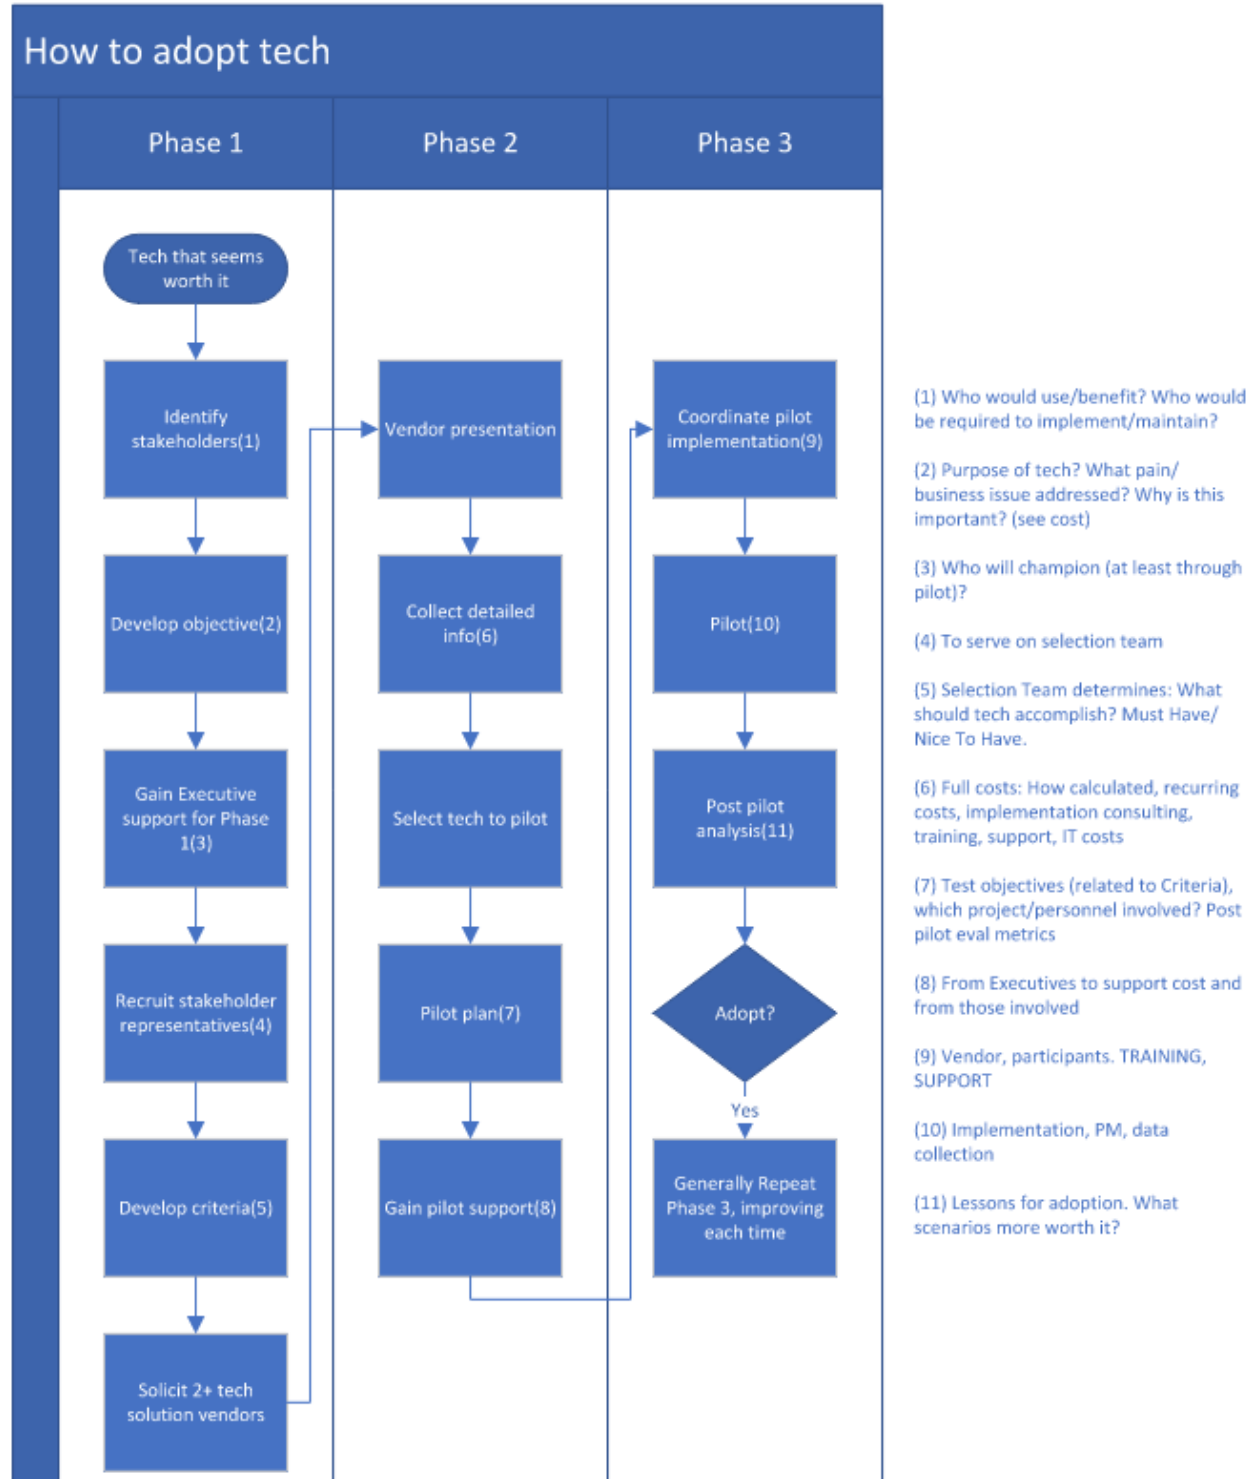 How to adopt tech
Phase 1
Phase 2
Phase 3
Tech that seems
worth it
Identify
stakeholders(1)
Develop objective(2)
Gain Executive
support for Phase
1(3)
Recruit stakeholder
representatives(4)
Develop criteria(5)
Solicit 2+ tech
solution vendors
Vendor presentation
Collect detailed
info(6)
Select tech to pilot
Pilot plan(7)
Gain pilot support(8)
Coordinate pilot
implementation(9)
Pilot(10)
Post pilot
analysis(11)
Adopt?
Yes
Generally Repeat
Phase 3, improving
each time
(1) Who would use/benefit? Who would
be required to implement/maintain?
(2) Purpose of tech? What pain/
business issue addressed? Why is this
important? (see cost)
(3) Who will champion (at least through
pilot)?
(4) To serve on selection team
(5) Selection Team determines: What
should tech accomplish? Must Have/
Nice To Have.
(6) Full costs: How calculated, recurring
costs, implementation consulting,
training, support, IT costs
(7) Test objectives (related to Criteria),
which project/personnel involved? Post
pilot eval metrics
(8) From Executives to support cost and
from those involved
(9) Vendor, participants. TRAINING,
SUPPORT
(10) Implementation, PM, data
collection
(11) Lessons for adoption. What
scenarios more worth it?